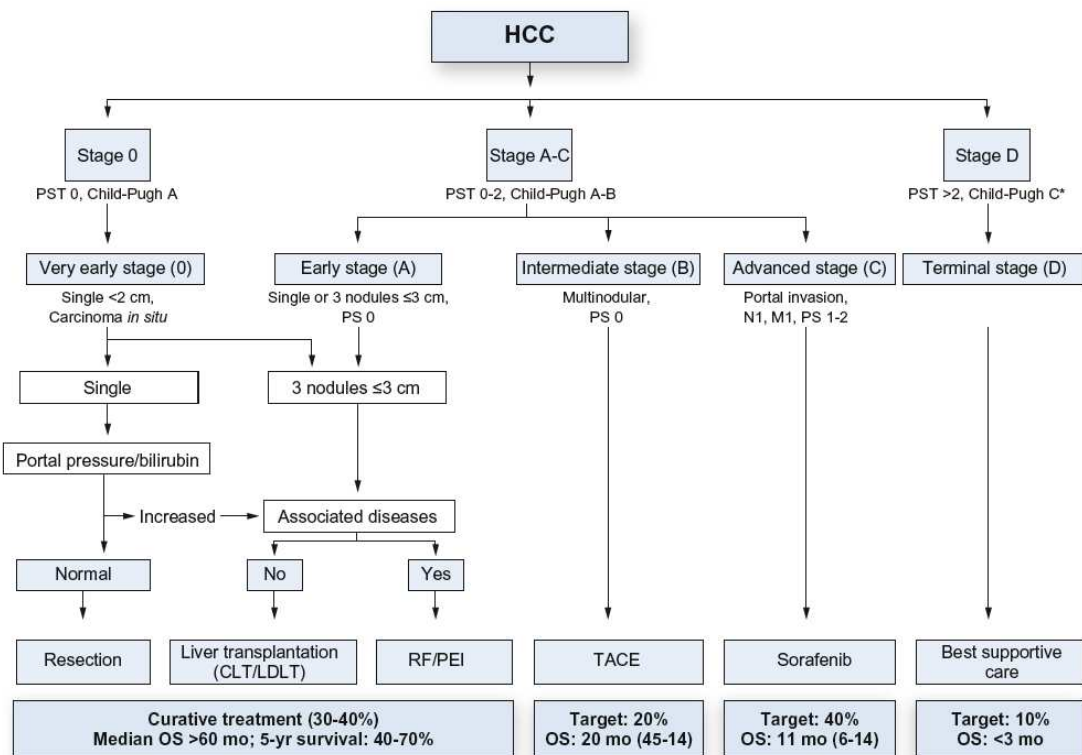 HCC
Stage 0
Stage A-C
Stage D
PST 0, Child-Pugh A
PST 0-2, Child-Pugh A-B
PST >2, Child-Pugh C*
Very early stage (0)
Early stage (A)
Intermediate stage (B)
Advanced stage (C)
Terminal stage (D)
Single <2 cm,
Carcinoma in situ
Single or 3 nodules ≤3 cm,
PS 0
Multinodular,
PS 0
Portal invasion,
N1, M1, PS 1-2
Single
3 nodules ≤3 cm
Portal pressure/bilirubin
Increased
Associated diseases
Normal
No
Yes
Resection
Liver transplantation
(CLT/LDLT)
RF/PEI
TACE
Sorafenib
Best supportive
care
Curative treatment (30-40%)
Median OS >60 mo; 5-yr survival: 40-70%
Target: 20%
OS: 20 mo (45-14)
Target: 40%
OS: 11 mo (6-14)
Target: 10%
OS: <3 mo